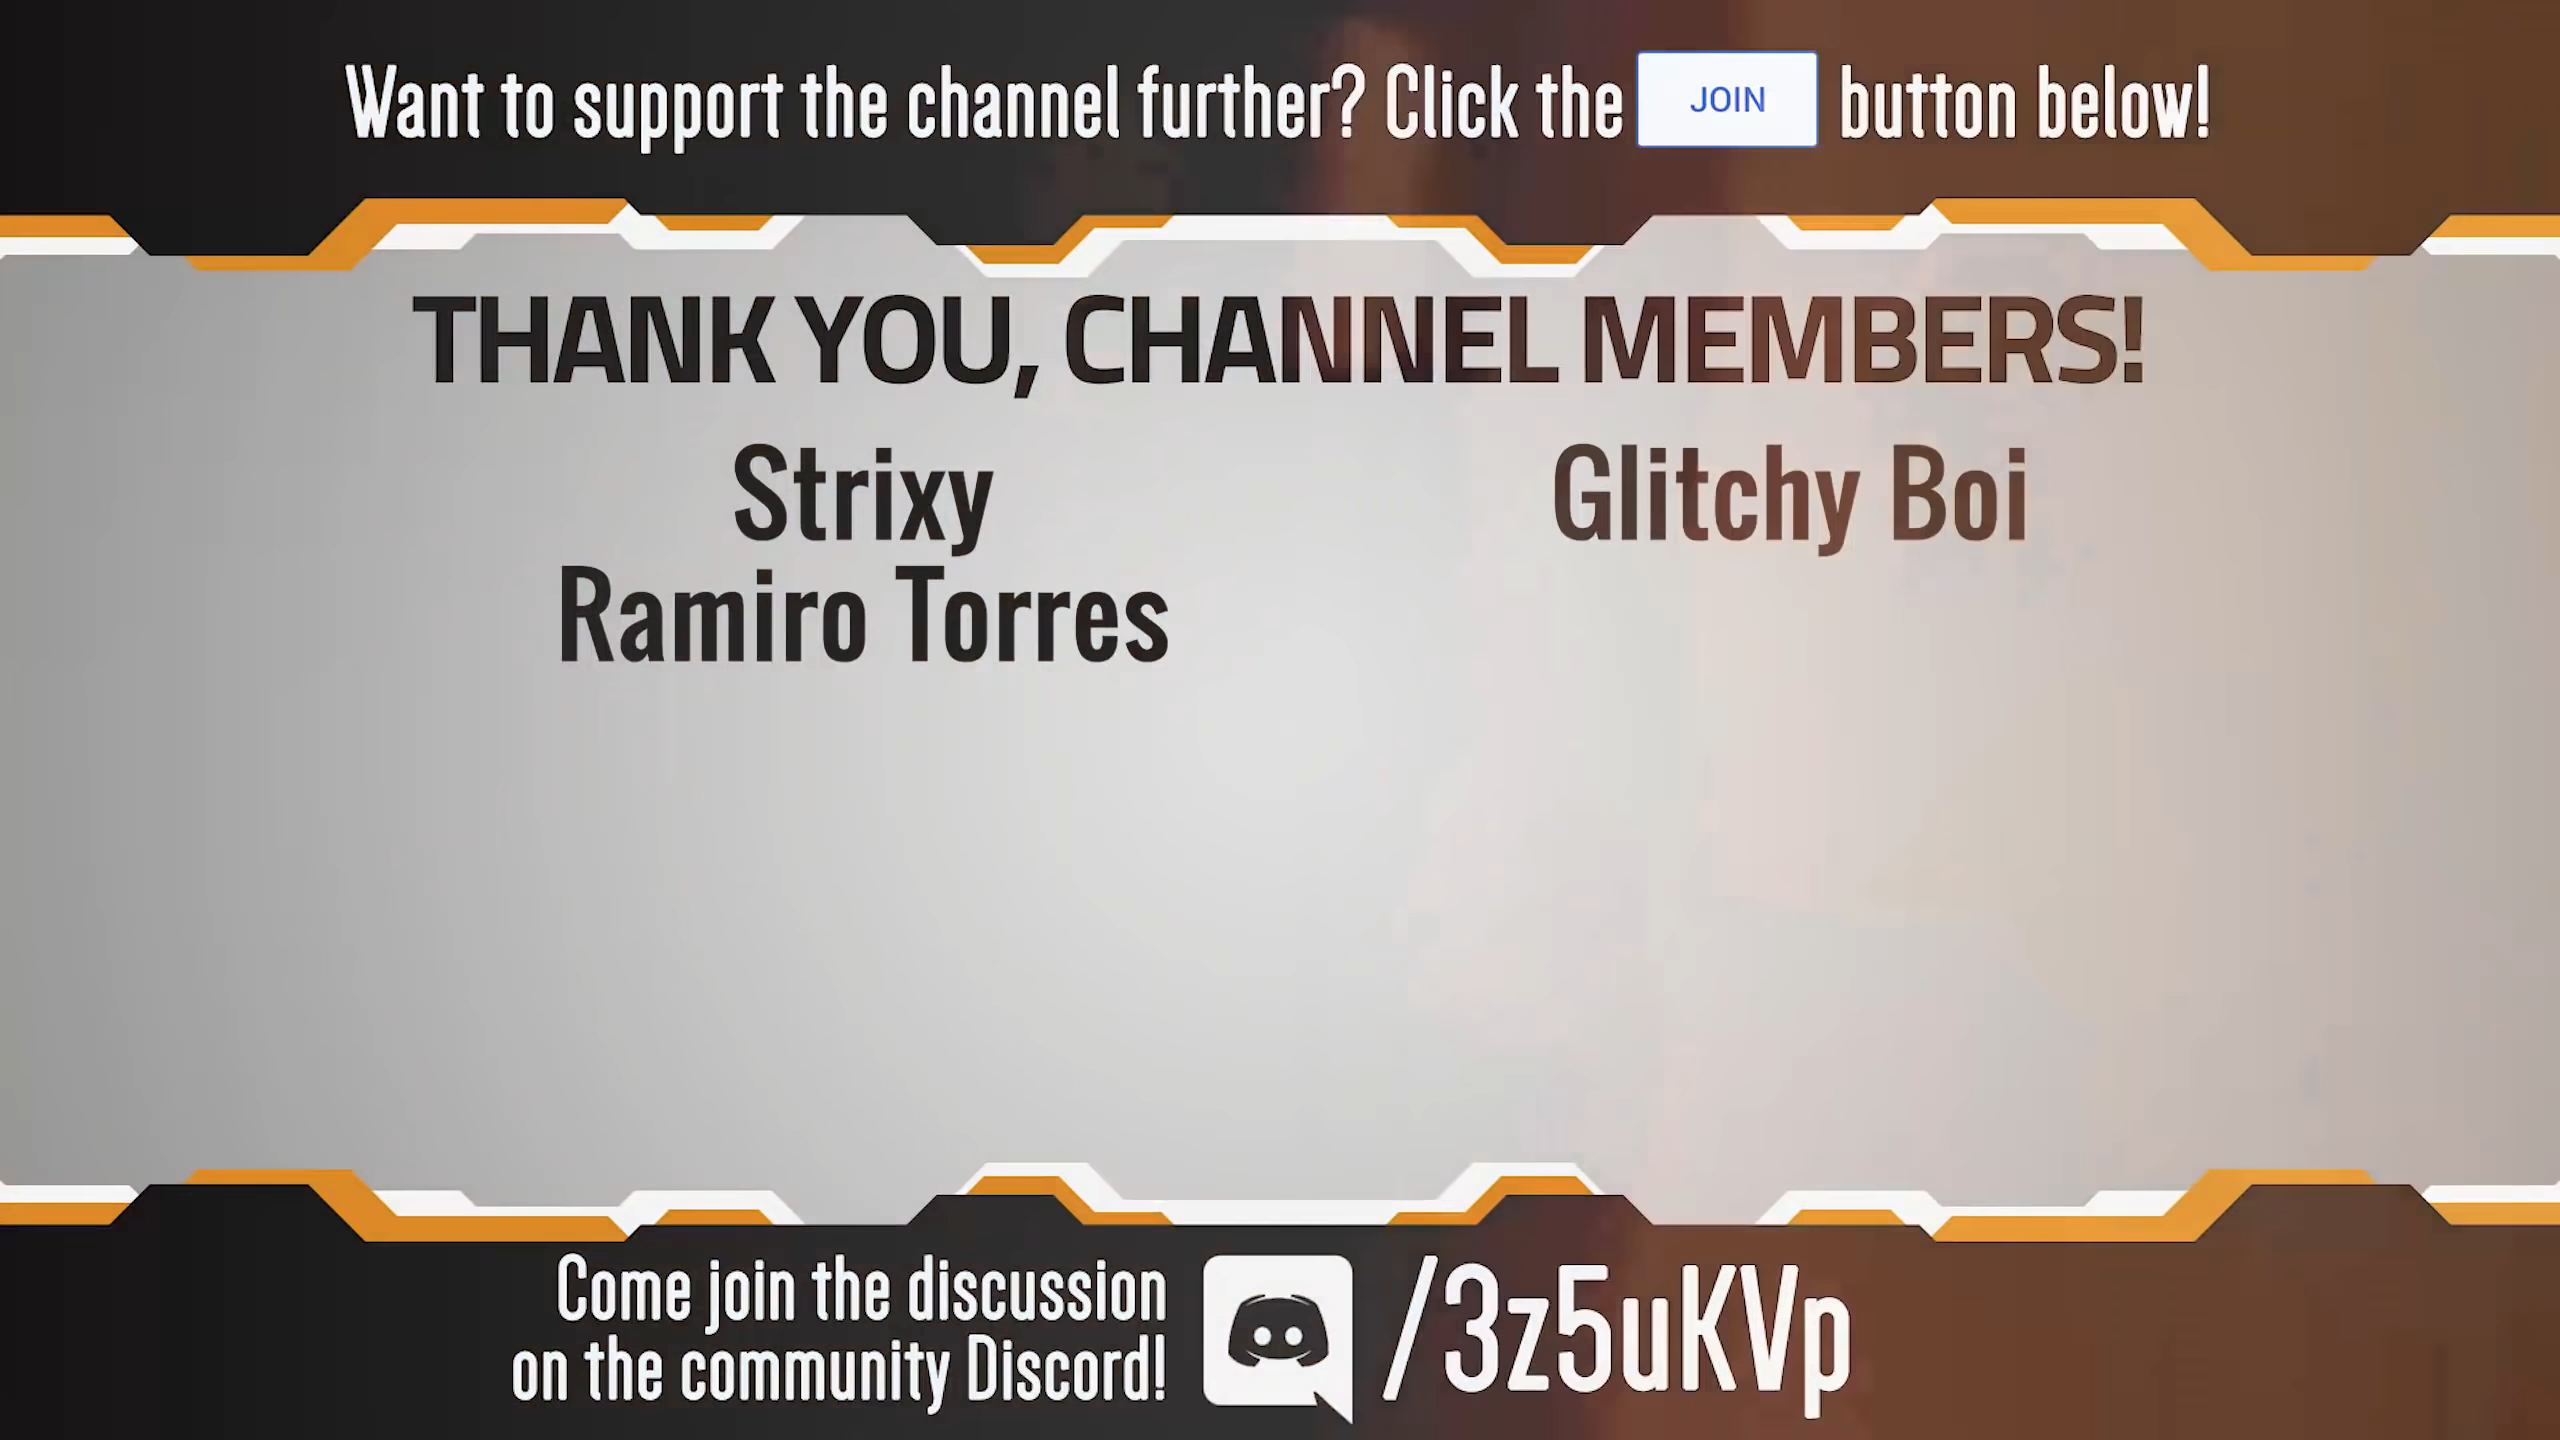 Want to support the channel further? Click the JOIN button below!
THANK YOU, CHANNEL MEMBERS!
Strixy
Glitchy Boi
Ramiro Torres
Come join the discussion
on the community Discord!
/3z5uKVp